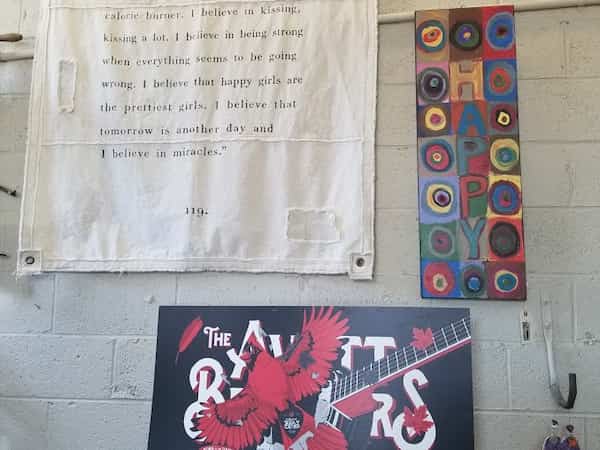 calorie burner. I believe in kissing,
kissing a lot. I believe in being strong
when everything seems to be going
wrong. I believe that happy girls are
the prettiest girls. I believe that
tomorrow is another day and
I believe in miracles."
119.
HAPPY
THE
AVETT
BROTHERS